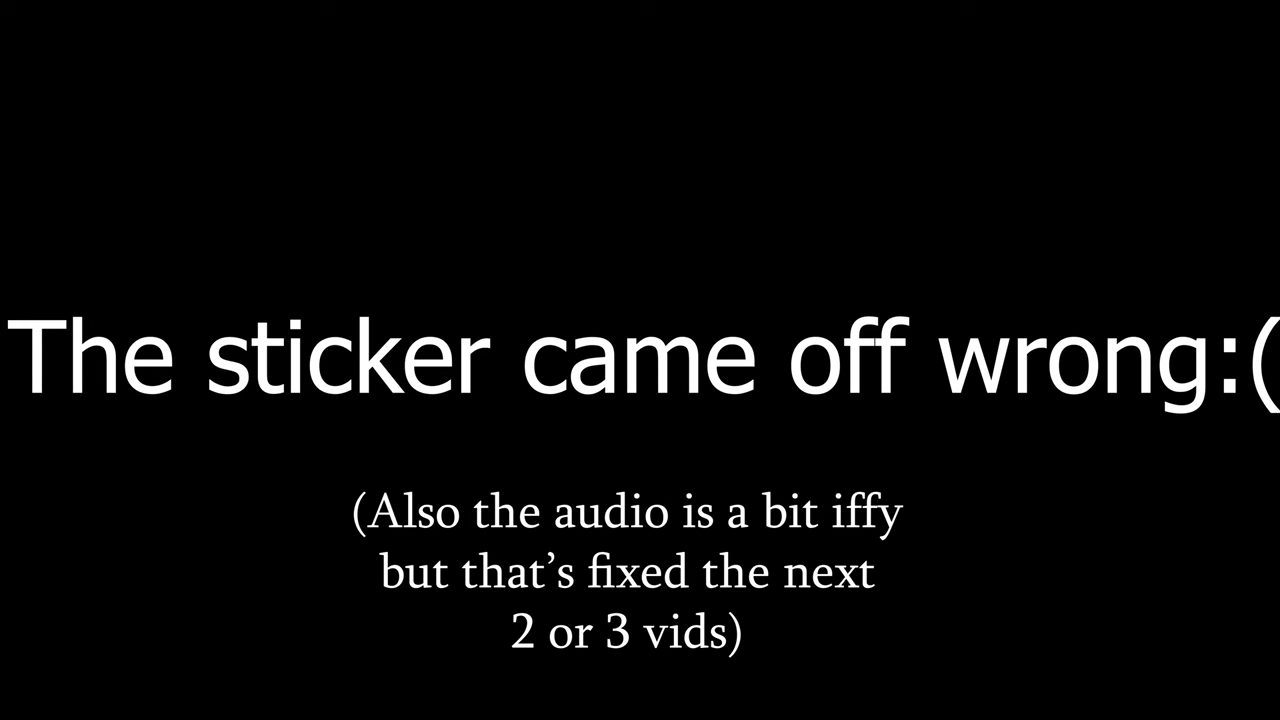 The sticker came off wrong:(
(Also the audio is a bit iffy
but that’s fixed the next
2 or 3 vids)